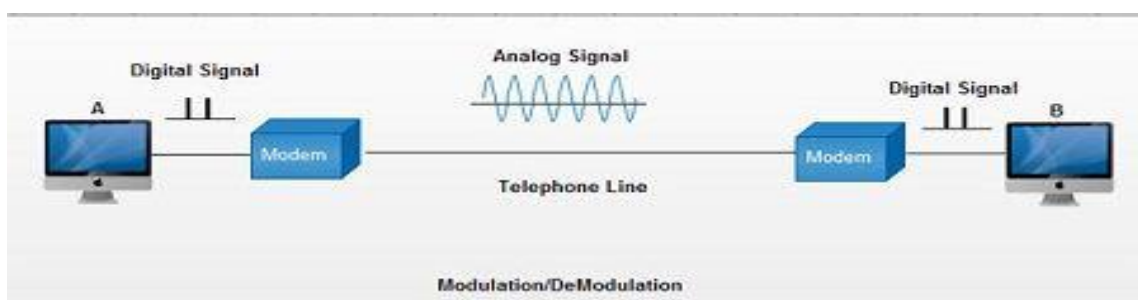 Analog Signal
Digital Signal
Digital Signal
A
B
Modem
Modem
Telephone Line
Modulation/DeModulation